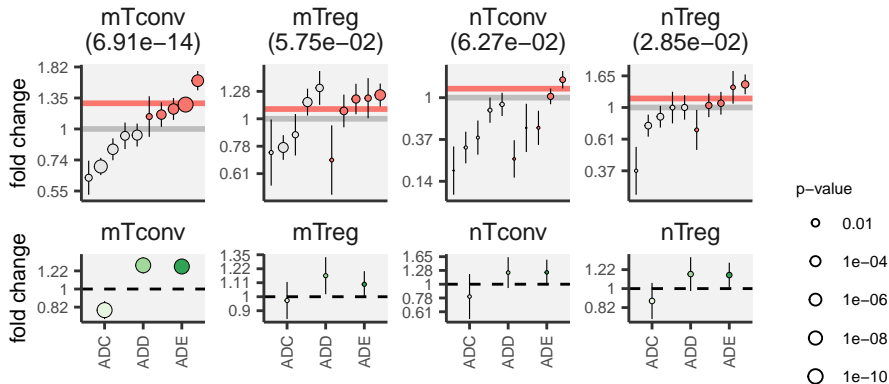 mTconv
(6.91e−14)
mTreg
(5.75e−02)
nTconv
(6.27e−02)
nTreg
(2.85e−02)
fold change
1.82
1.35
1
0.74
0.55
1.28
1
0.78
0.61
1
0.37
0.14
1.65
1
0.61
0.37
mTconv
mTreg
nTconv
nTreg
fold change
1.22
1
0.82
1.35
1.22
1.11
1
0.9
1.65
1.28
1
0.78
0.61
1.22
1
0.82
ADC
ADD
ADE
ADC
ADD
ADE
ADC
ADD
ADE
ADC
ADD
ADE
p−value
0.01
1e−04
1e−06
1e−08
1e−10